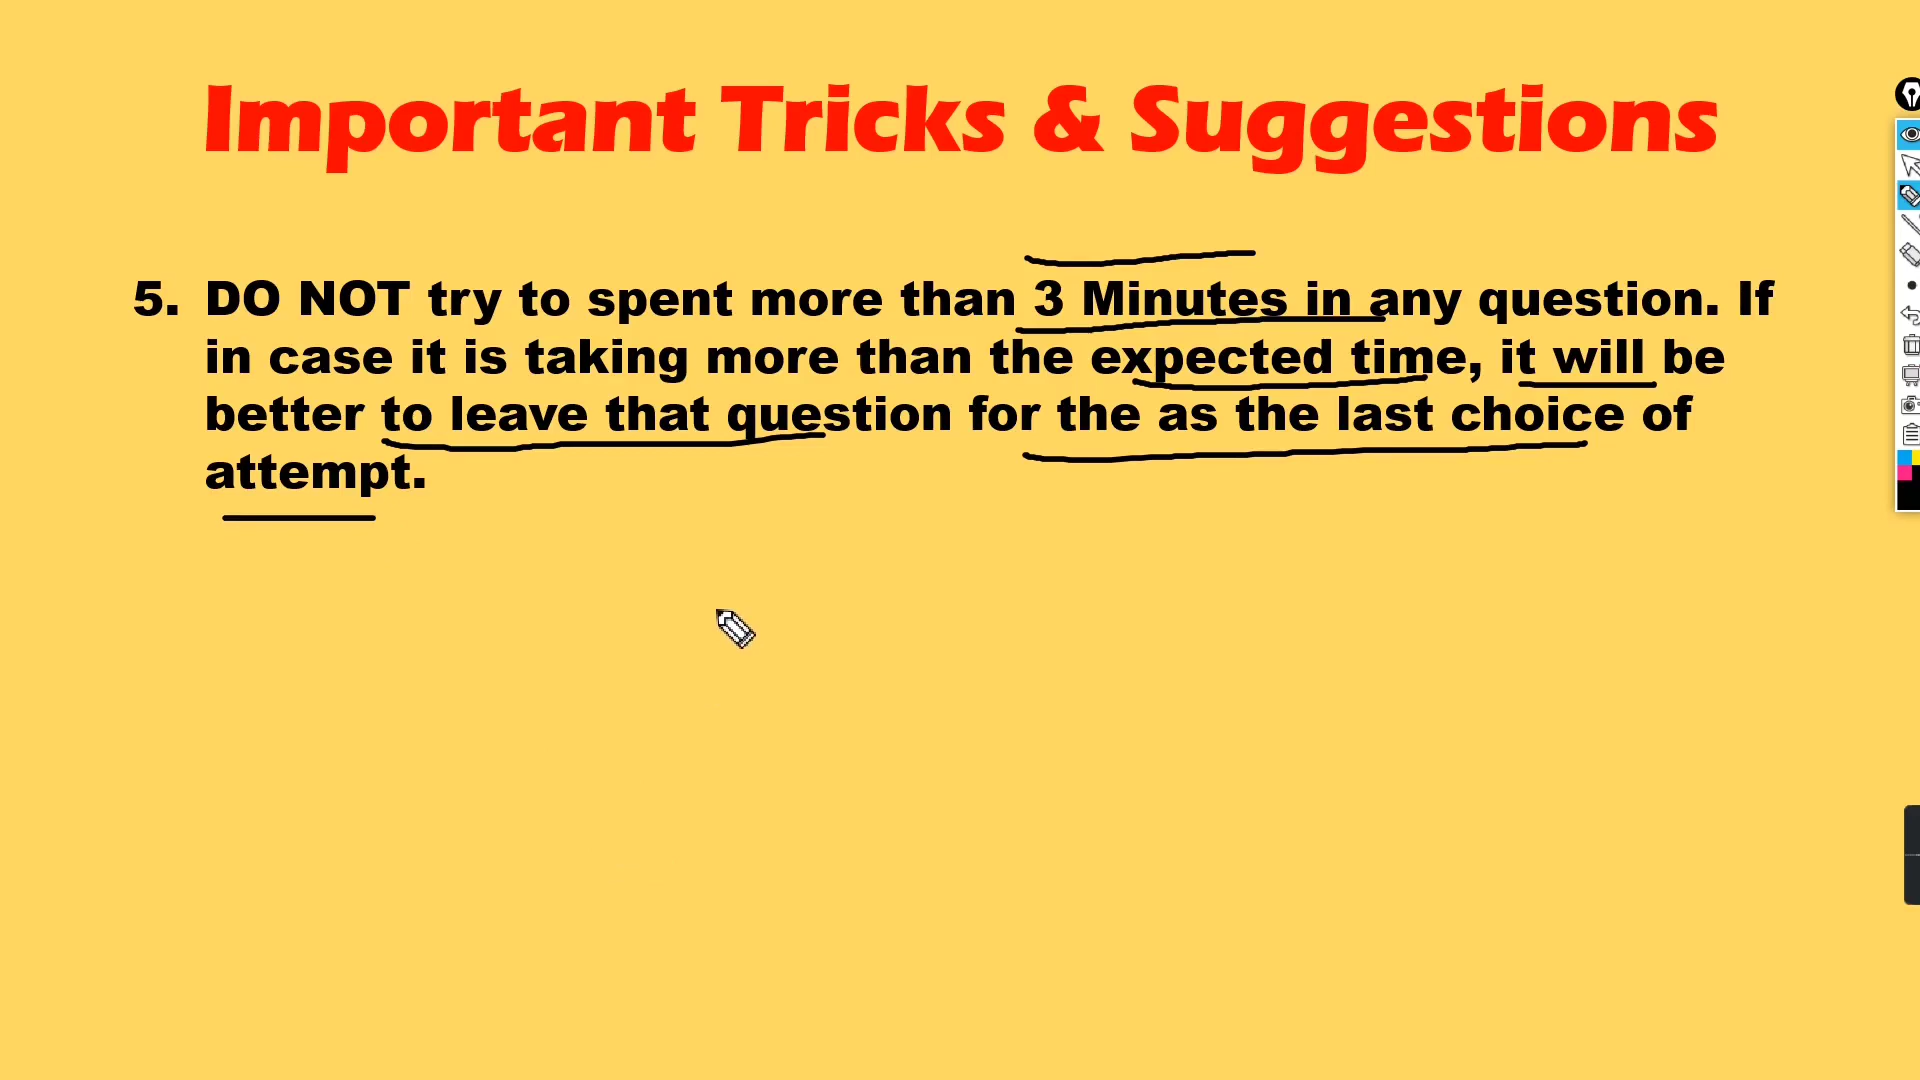 Important Tricks & Suggestions
5. DO NOT try to spent more than 3 Minutes in any question. If
in case it is taking more than the expected time, it will be
better to leave that question for the as the last choice of
attempt.